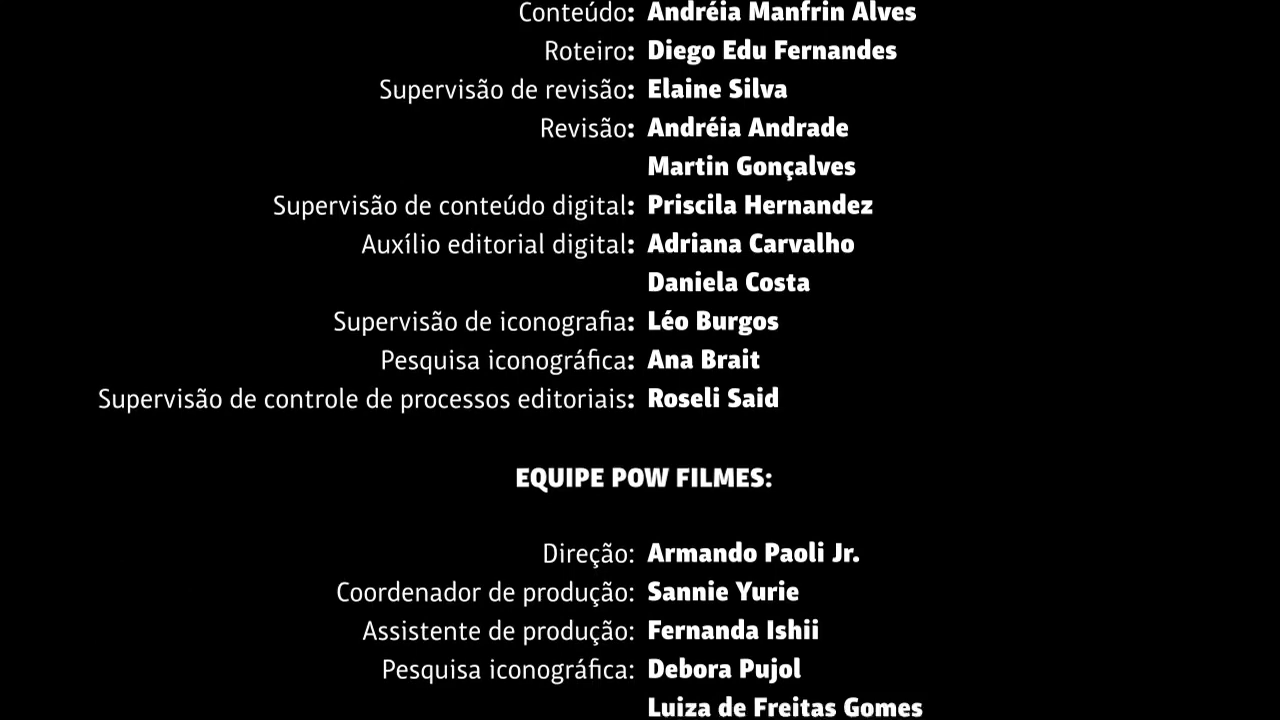 Conteúdo: Andréia Manfrin Alves
Roteiro: Diego Edu Fernandes
Supervisão de revisão: Elaine Silva
Revisão: Andréia Andrade
Martin Gonçalves
Supervisão de conteúdo digital: Priscila Hernandez
Auxílio editorial digital: Adriana Carvalho
Daniela Costa
Supervisão de iconografia: Léo Burgos
Pesquisa iconográfica: Ana Brait
Supervisão de controle de processos editoriais: Roseli Said
EQUIPE POW FILMES:
Direção: Armando Paoli Jr.
Coordenador de produção: Sannie Yurie
Assistente de produção: Fernanda Ishii
Pesquisa iconográfica: Debora Pujol
Luiza de Freitas Gomes